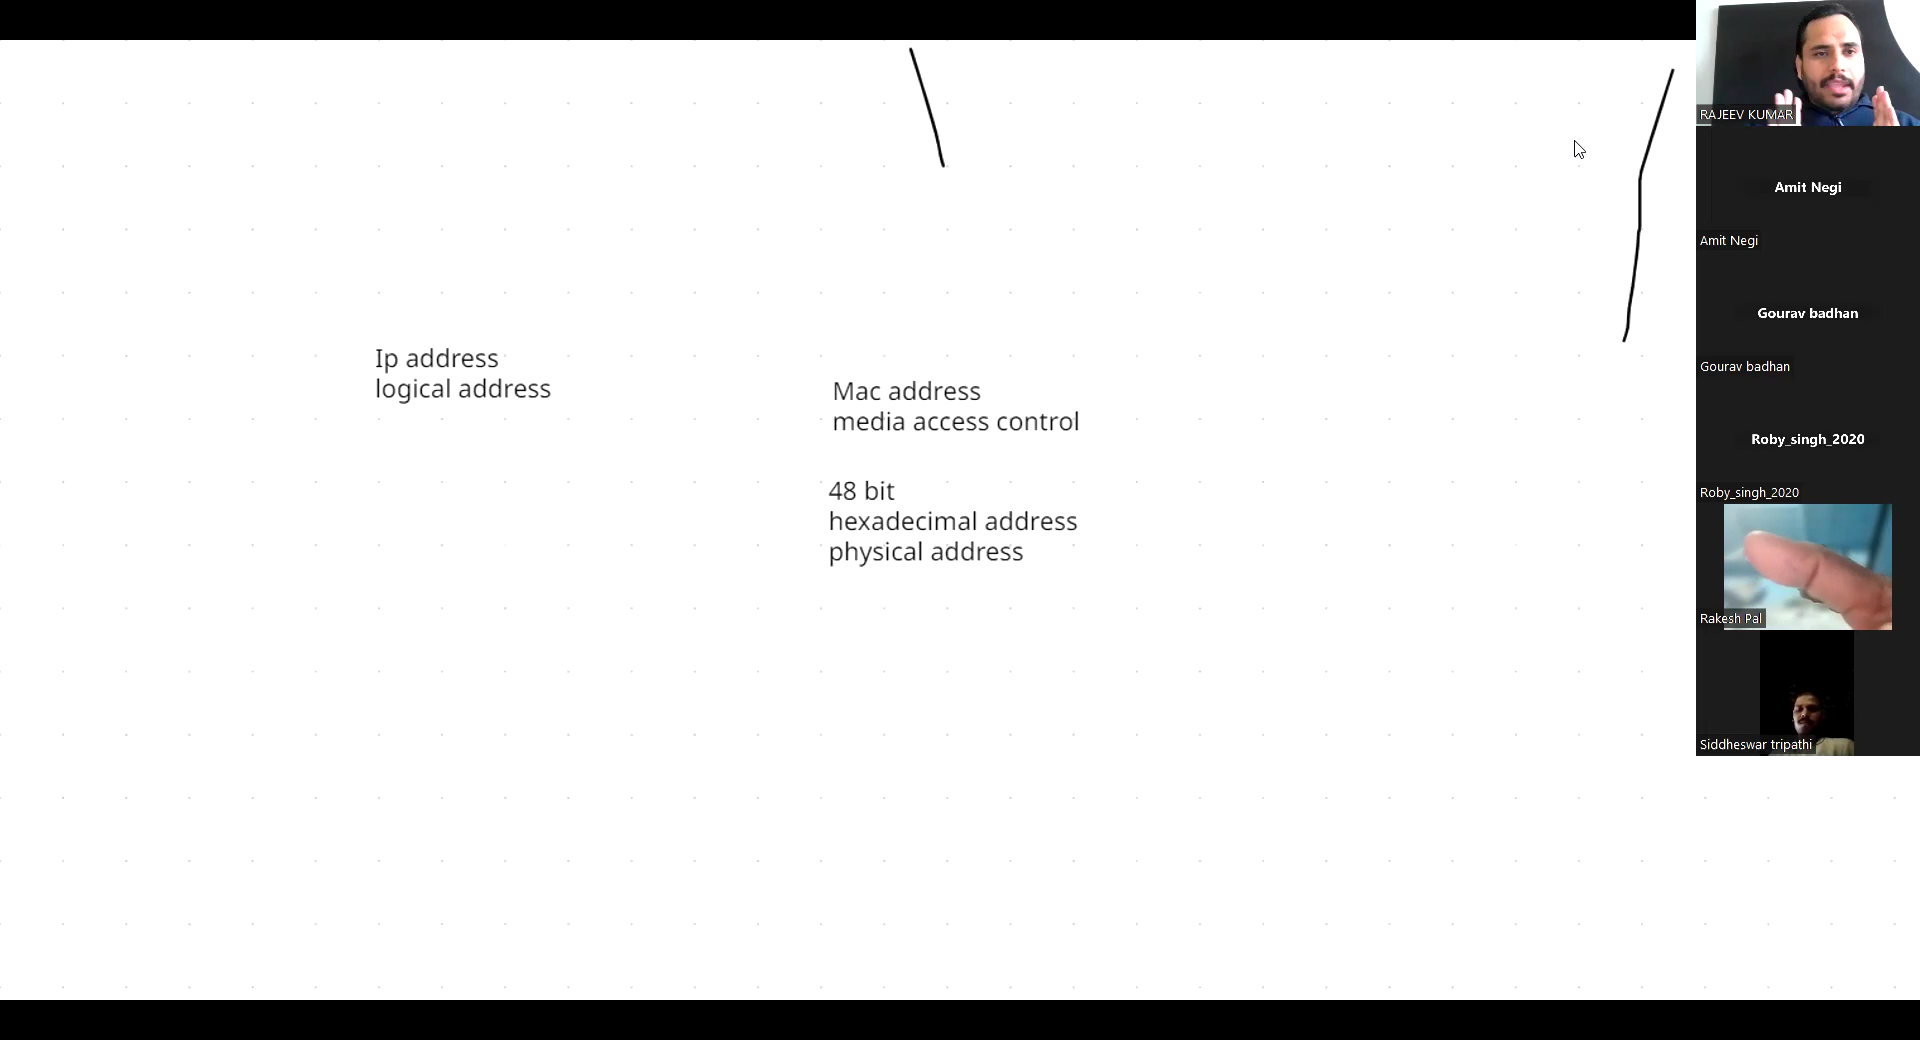 Ip address
logical address
Mac address
media access control
48 bit
hexadecimal address
physical address
RAJEEV KUMAR
Amit Negi
Amit Negi
Gourav badhan
Gourav badhan
Roby_singh_2020
Roby_singh_2020
Rakesh Pal
Siddheswar tripathi